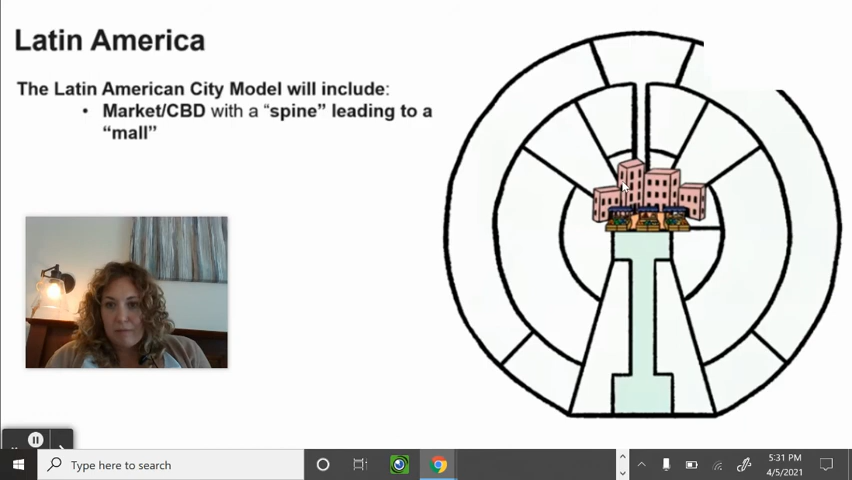 Latin America
The Latin American City Model will include:
• Market/CBD with a “spine” leading to a
“mall”
Type here to search
5:31 PM
4/5/2021